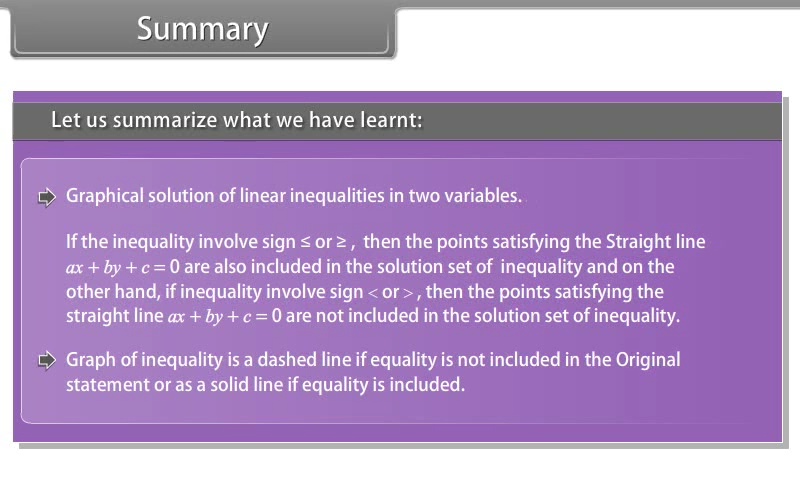 Summary
Let us summarize what we have learnt:
Graphical solution of linear inequalities in two variables.
If the inequality involve sign ≤ or ≥ , then the points satisfying the Straight line
ax + by + c = 0 are also included in the solution set of inequality and on the
other hand, if inequality involve sign < or > , then the points satisfying the
straight line ax + by + c = 0 are not included in the solution set of inequality.
Graph of inequality is a dashed line if equality is not included in the Original
statement or as a solid line if equality is included.